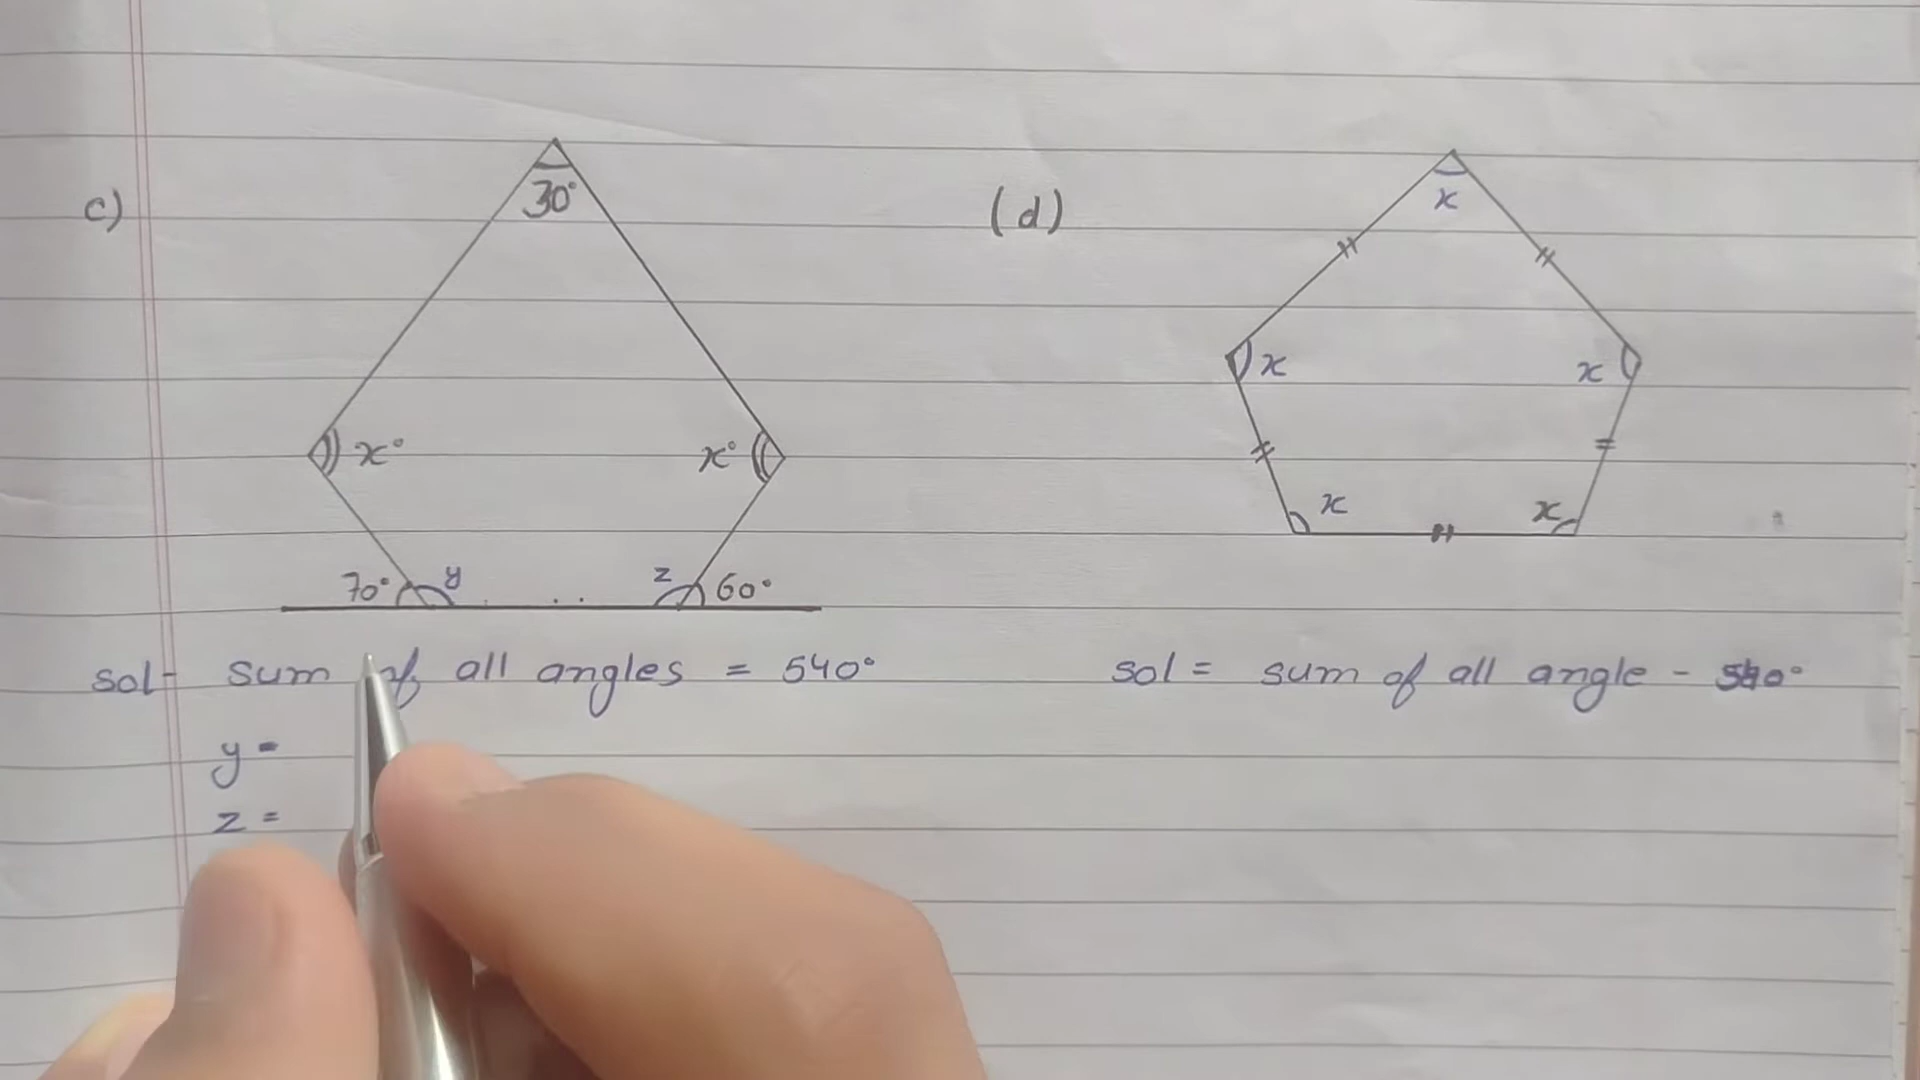 c)
30°
x°
x°
70°
y
z
60°
sol- sum of all angles = 540°
y =
z =
(d)
x
x
x
x
x
sol = sum of all angle - 540°